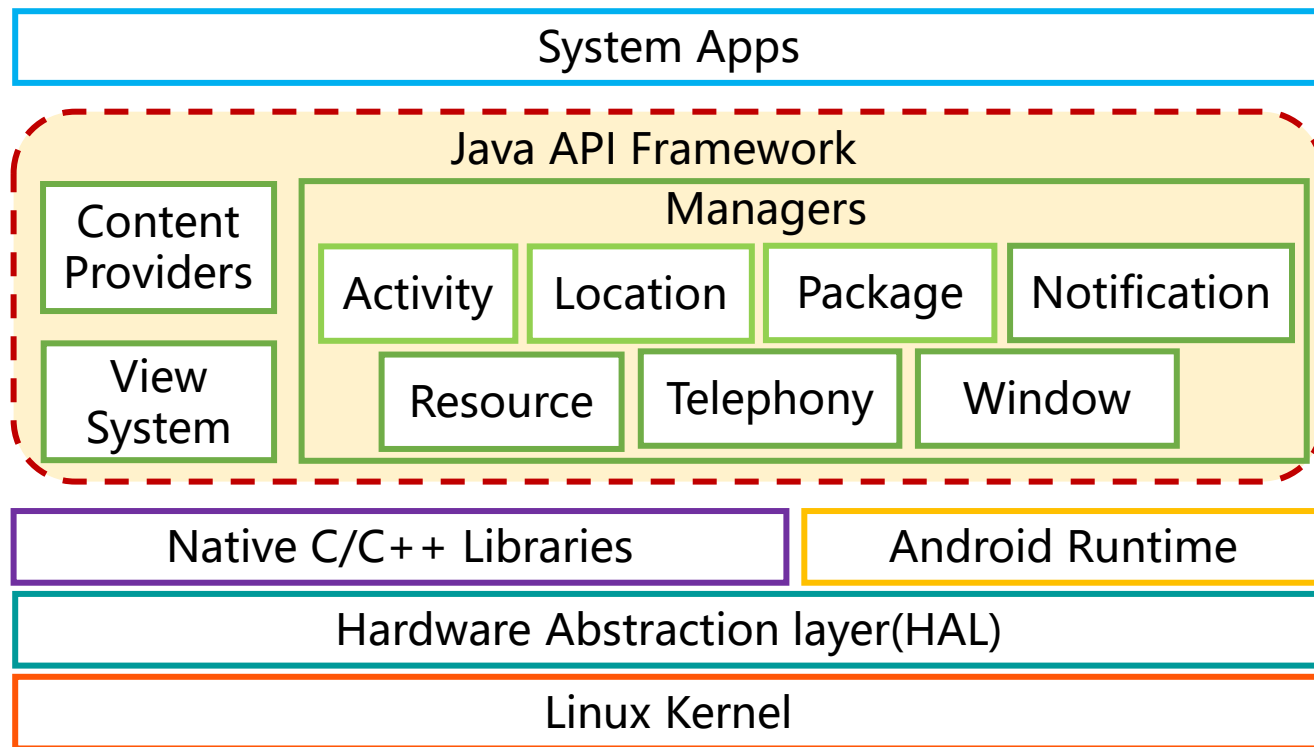 System Apps
Java API Framework
Content
Providers
View
System
Managers
Activity
Location
Package
Notification
Resource
Telephony
Window
Native C/C++ Libraries
Android Runtime
Hardware Abstraction layer(HAL)
Linux Kernel